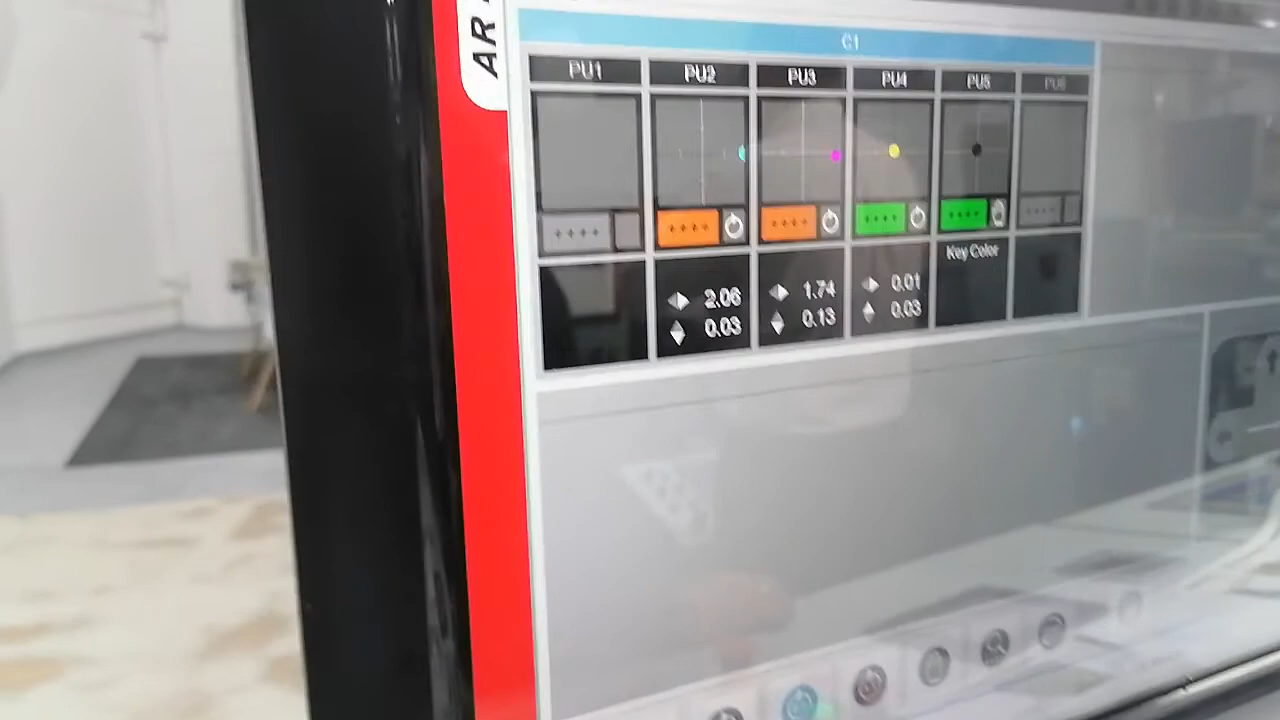 AR
C1
PU1 PU2 PU3 PU4 PU5 PU6
++++ ++++ ++++ ++++ ++++ ++++
Key Color
2.06 1.74 0.01
0.03 0.13 0.03